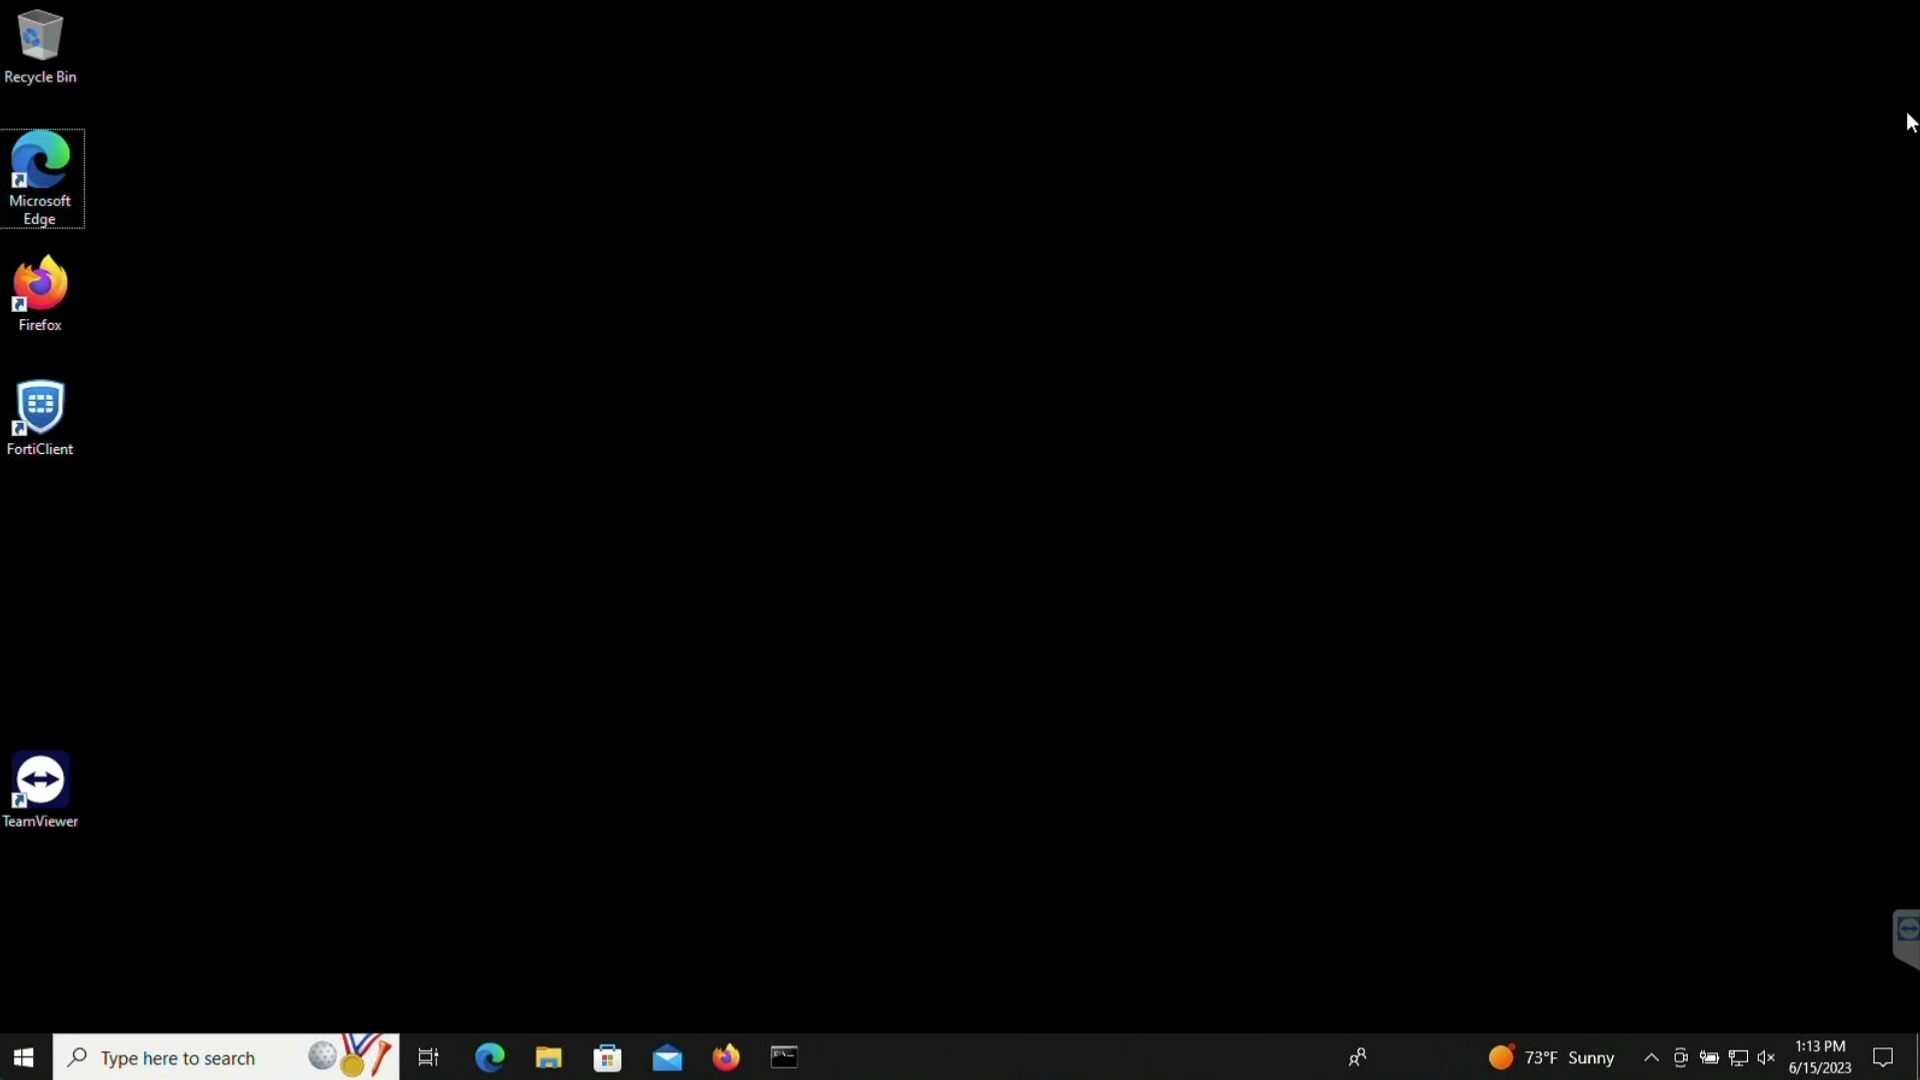 Recycle Bin
Microsoft
Edge
Firefox
FortiClient
TeamViewer
Type here to search
73°F Sunny
1:13 PM
6/15/2023